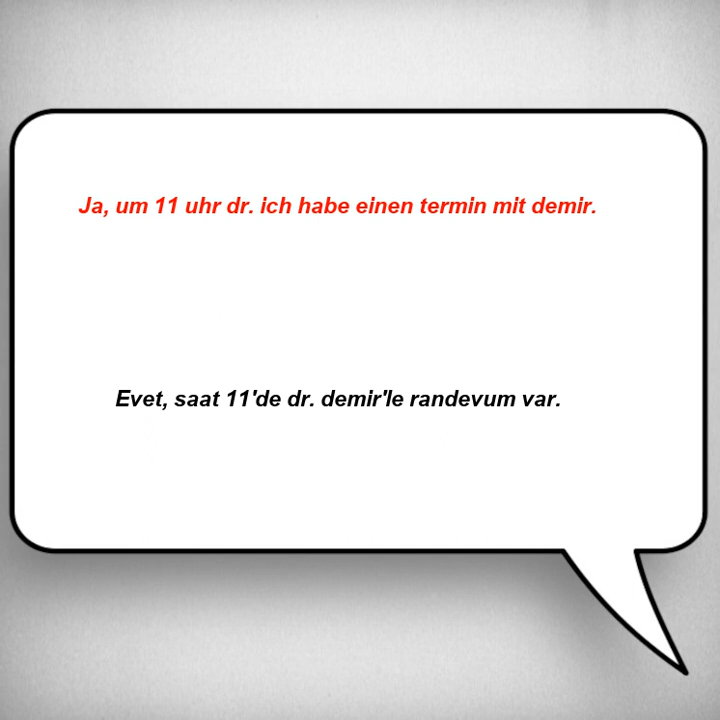 Ja, um 11 uhr dr. ich habe einen termin mit demir.
Evet, saat 11'de dr. demir'le randevum var.